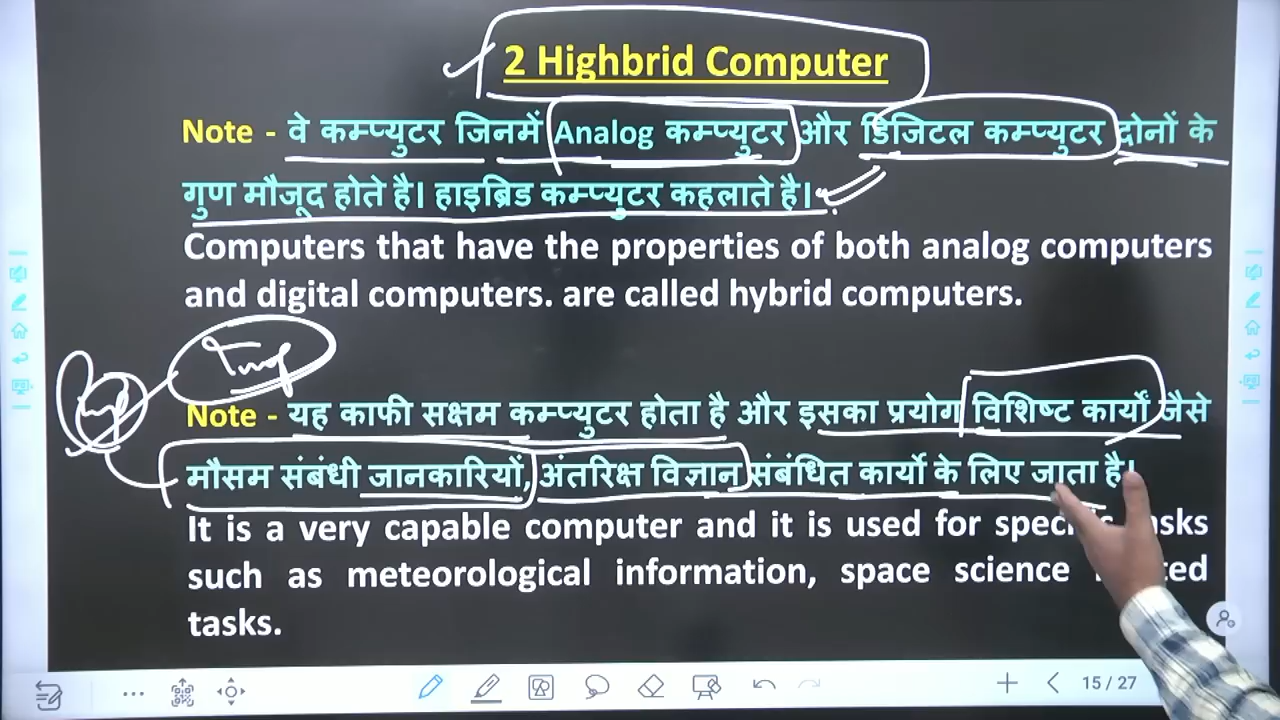 2 Highbrid Computer
Note - वे कम्प्युटर जिनमें Analog कम्प्युटर और डिजिटल कम्प्युटर दोनों के
गुण मौजूद होते है। हाइब्रिड कम्प्युटर कहलाते है।
Computers that have the properties of both analog computers
and digital computers. are called hybrid computers.
Note - यह काफी सक्षम कम्प्युटर होता है और इसका प्रयोग विशिष्ट कार्यों जैसे
मौसम संबंधी जानकारियों, अंतरिक्ष विज्ञान संबंधित कार्यो के लिए जाता है।
It is a very capable computer and it is used for
such as meteorological information, space science
tasks.
15 / 27